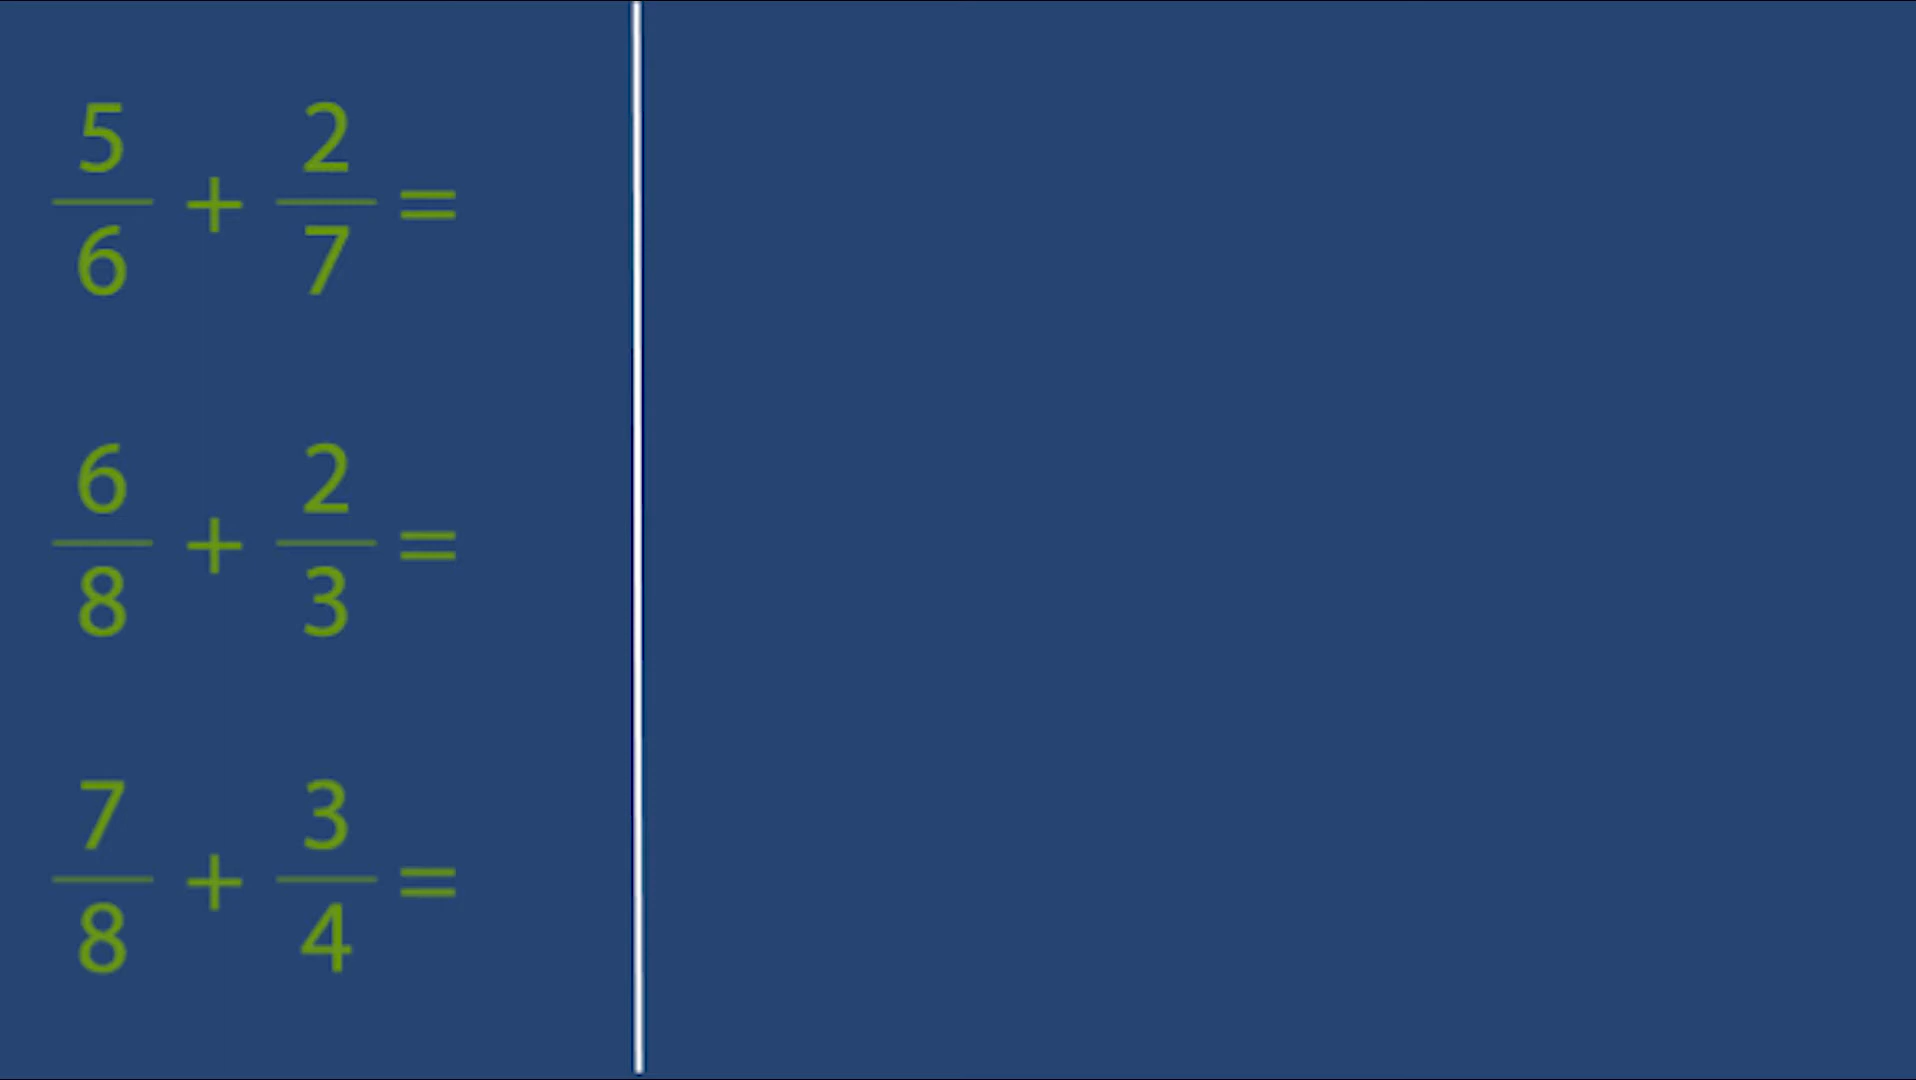 5/6 + 2/7 =
6/8 + 2/3 =
7/8 + 3/4 =